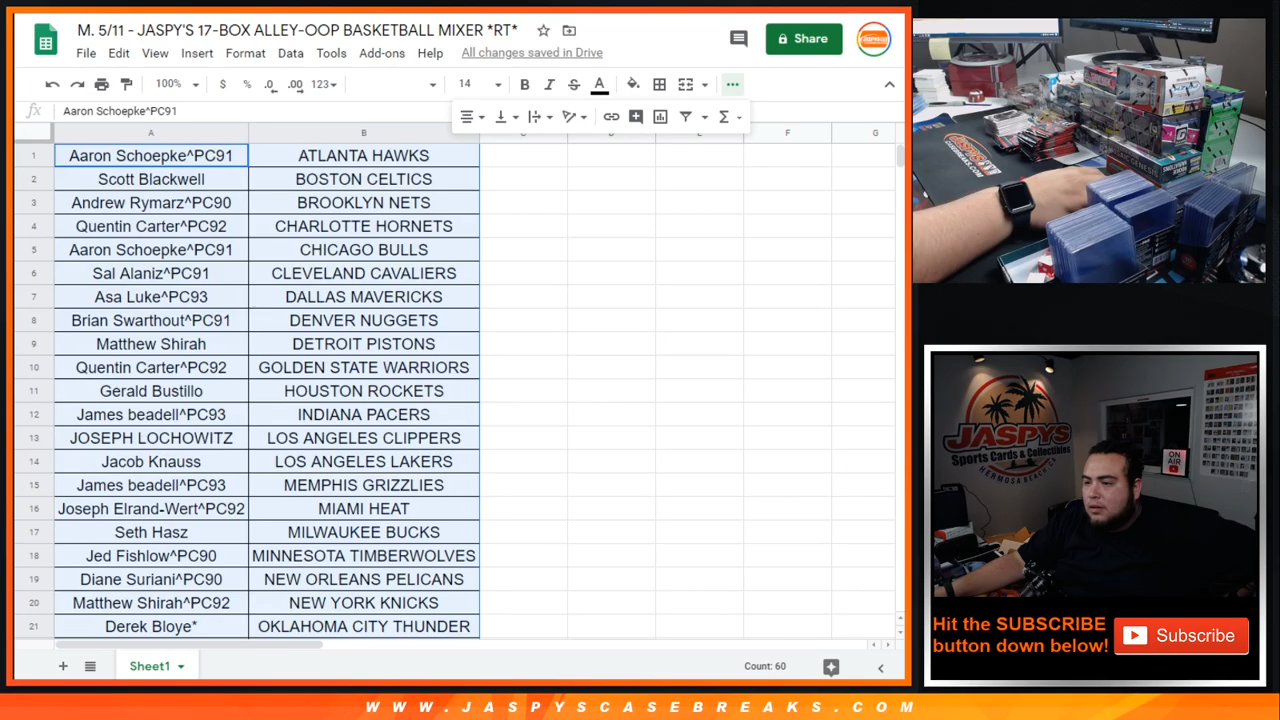 M. 5/11 - JASPY'S 17-BOX ALLEY-OOP BASKETBALL MIXER *RT*
File Edit View Insert Format Data Tools Add-ons Help All changes saved in Drive
Share
100% $ % .0 .00 123 14 B I S A
fx Aaron Schoepke^PC91
A B F G
1 Aaron Schoepke^PC91 ATLANTA HAWKS
2 Scott Blackwell BOSTON CELTICS
3 Andrew Rymarz^PC90 BROOKLYN NETS
4 Quentin Carter^PC92 CHARLOTTE HORNETS
5 Aaron Schoepke^PC91 CHICAGO BULLS
6 Sal Alaniz^PC91 CLEVELAND CAVALIERS
7 Asa Luke^PC93 DALLAS MAVERICKS
8 Brian Swarthout^PC91 DENVER NUGGETS
9 Matthew Shirah DETROIT PISTONS
10 Quentin Carter^PC92 GOLDEN STATE WARRIORS
11 Gerald Bustillo HOUSTON ROCKETS
12 James beadell^PC93 INDIANA PACERS
13 JOSEPH LOCHOWITZ LOS ANGELES CLIPPERS
14 Jacob Knauss LOS ANGELES LAKERS
15 James beadell^PC93 MEMPHIS GRIZZLIES
16 Joseph Elrand-Wert^PC92 MIAMI HEAT
17 Seth Hasz MILWAUKEE BUCKS
18 Jed Fishlow^PC90 MINNESOTA TIMBERWOLVES
19 Diane Suriani^PC90 NEW ORLEANS PELICANS
20 Matthew Shirah^PC92 NEW YORK KNICKS
21 Derek Bloye* OKLAHOMA CITY THUNDER
Sheet1
Count: 60
JASPYS
Sports Cards & Collectibles
HERMOSA BEACH CA
ON
AIR
Hit the SUBSCRIBE
button down below!
Subscribe
WWW.JASPYSCASEBREAKS.COM